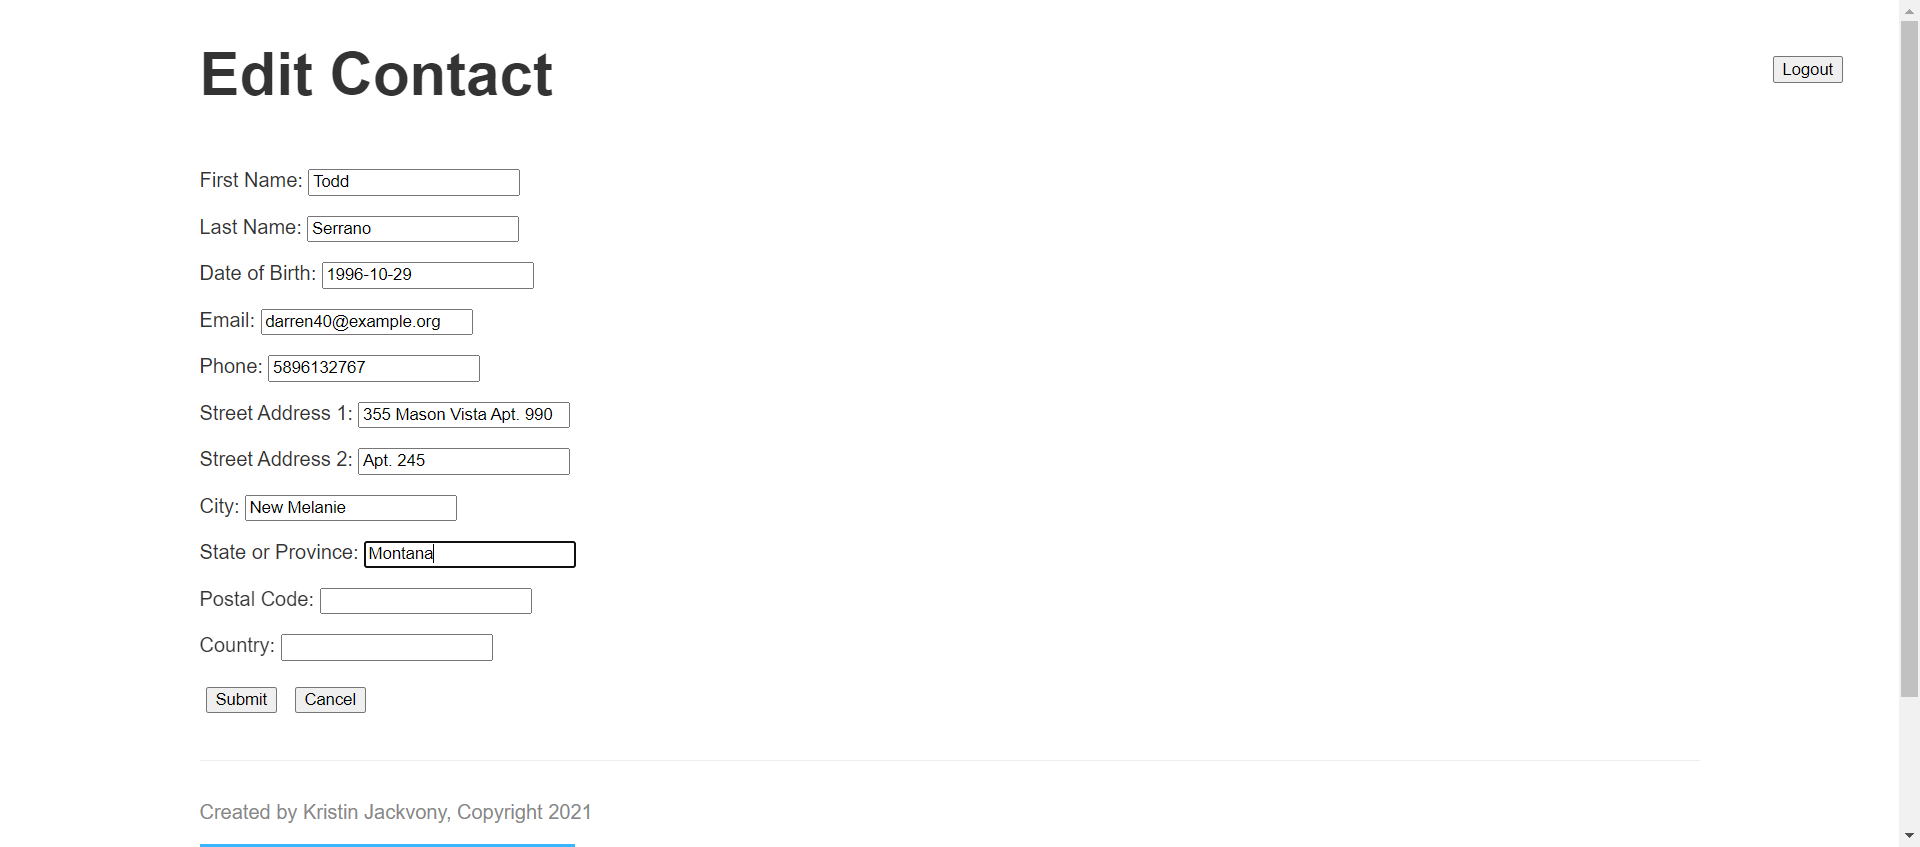 Edit Contact
Logout
First Name: Todd
Last Name: Serrano
Date of Birth: 1996-10-29
Email: darren40@example.org
Phone: 5896132767
Street Address 1: 355 Mason Vista Apt. 990
Street Address 2: Apt. 245
City: New Melanie
State or Province: Montana
Postal Code:
Country:
Submit Cancel
Created by Kristin Jackvony, Copyright 2021